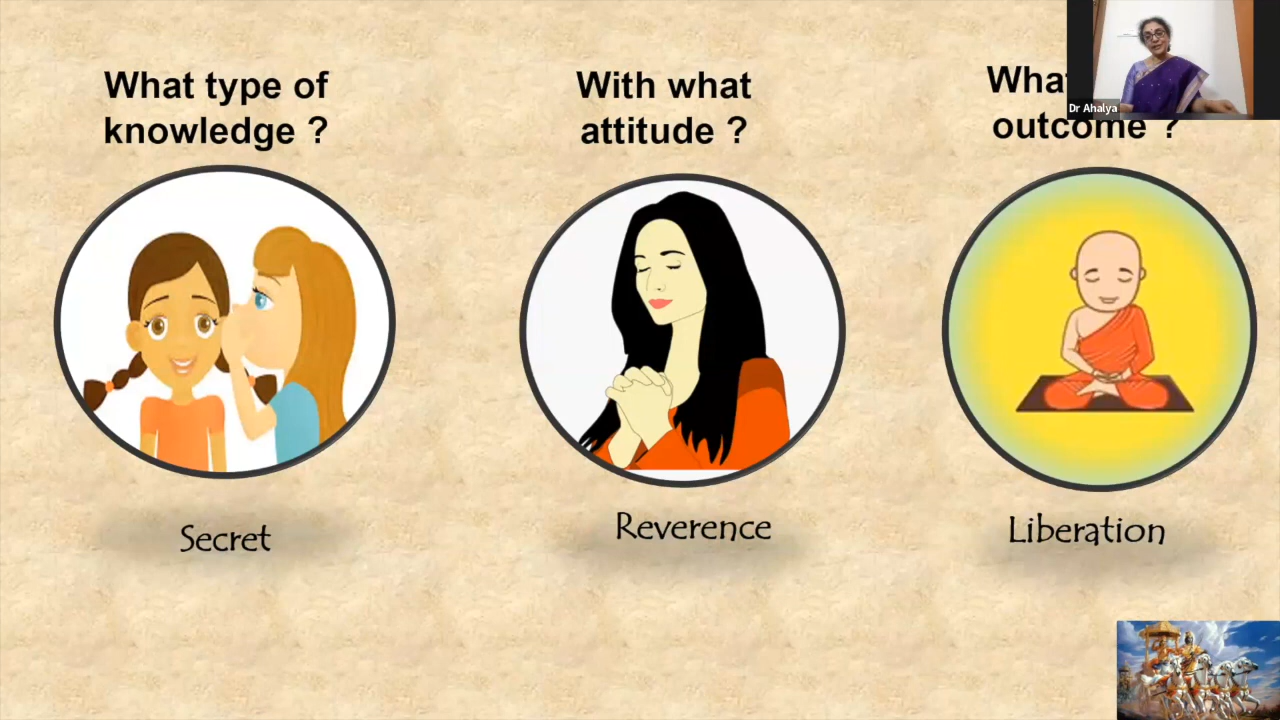 What type of
knowledge ?
Secret
With what
attitude ?
Reverence
outcome ?
Liberation
Dr Ahalya